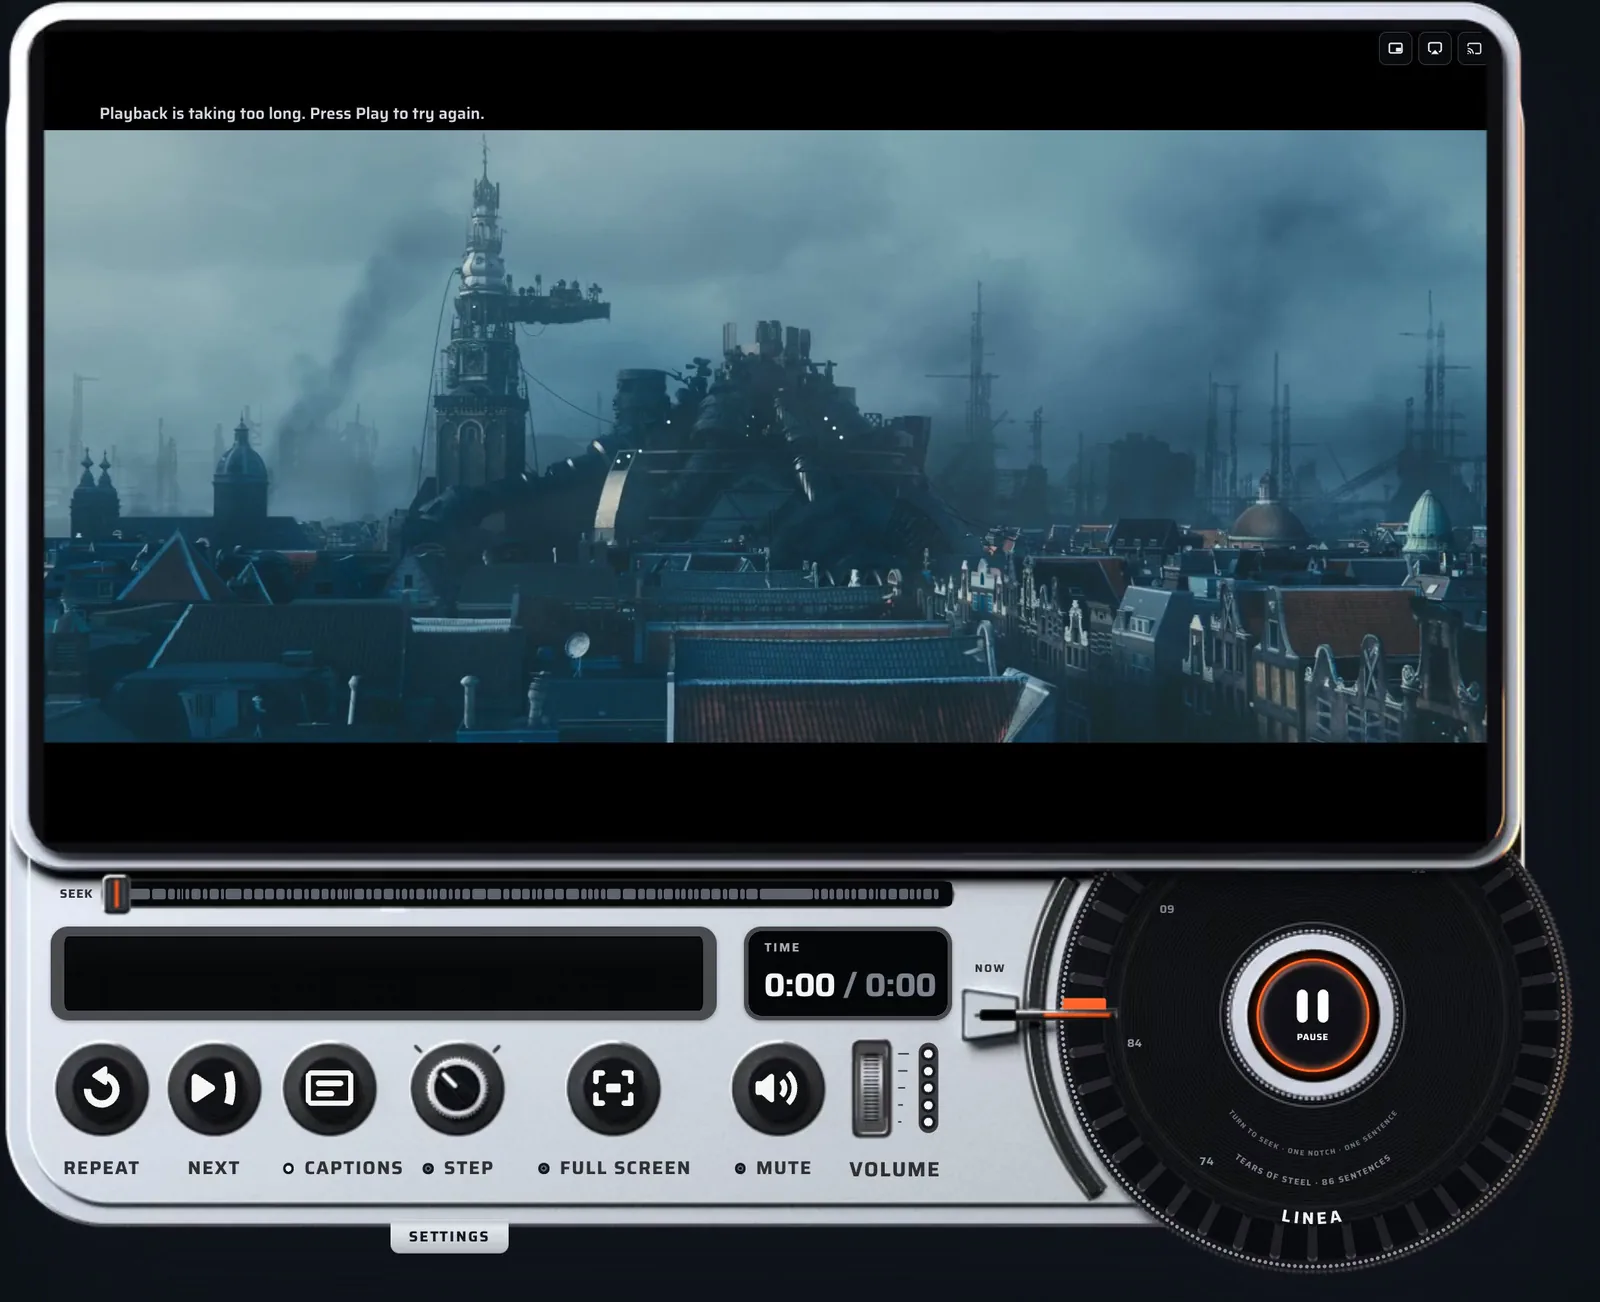 Playback is taking too long. Press Play to try again.
SEEK
TIME
0:00 / 0:00
NOW
09
84
74
PAUSE
TURN TO SEEK · ONE NOTCH · ONE SENTENCE
TEARS OF STEEL · 86 SENTENCES
LINEA
REPEAT
NEXT
CAPTIONS
STEP
FULL SCREEN
MUTE
VOLUME
SETTINGS